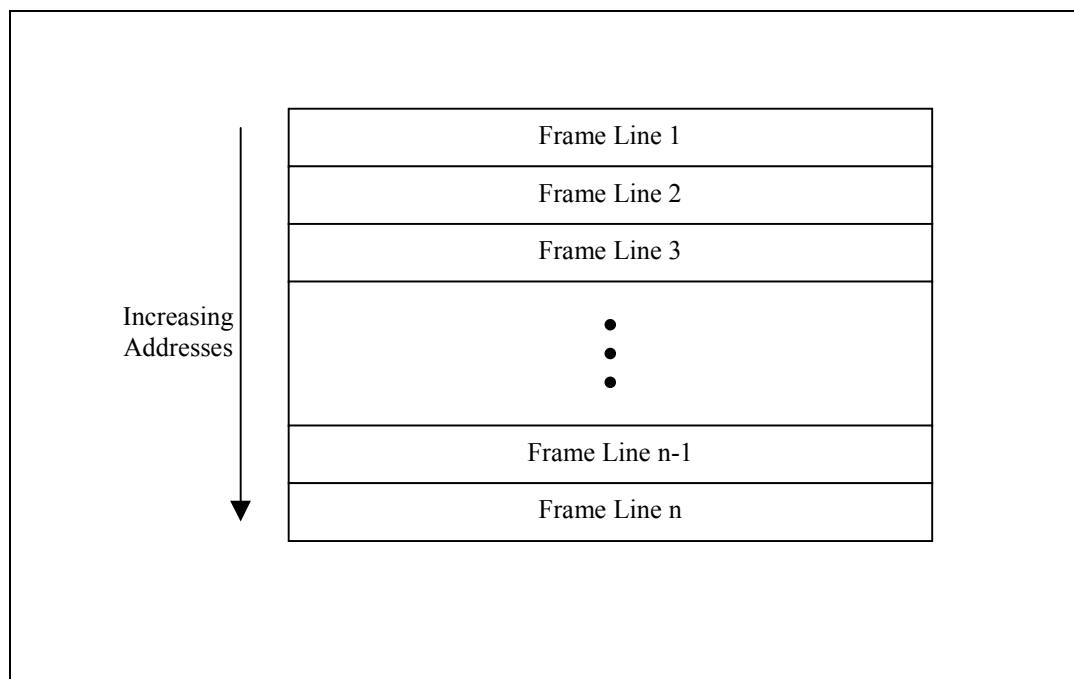 Frame Line 1
Frame Line 2
Frame Line 3
Increasing
Addresses
Frame Line n-1
Frame Line n